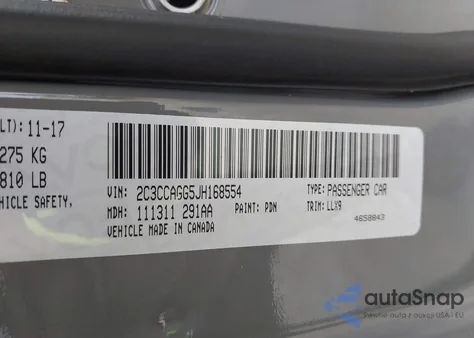 LT): 11-17
275 KG
810 LB
HICLE SAFETY,
VIN: 2C3CCAGG5JH168554
TYPE: PASSENGER CAR
MDH: 111311 291AA
PAINT: PDN
TRIM: LLX9
VEHICLE MADE IN CANADA
4658843
autoSnap